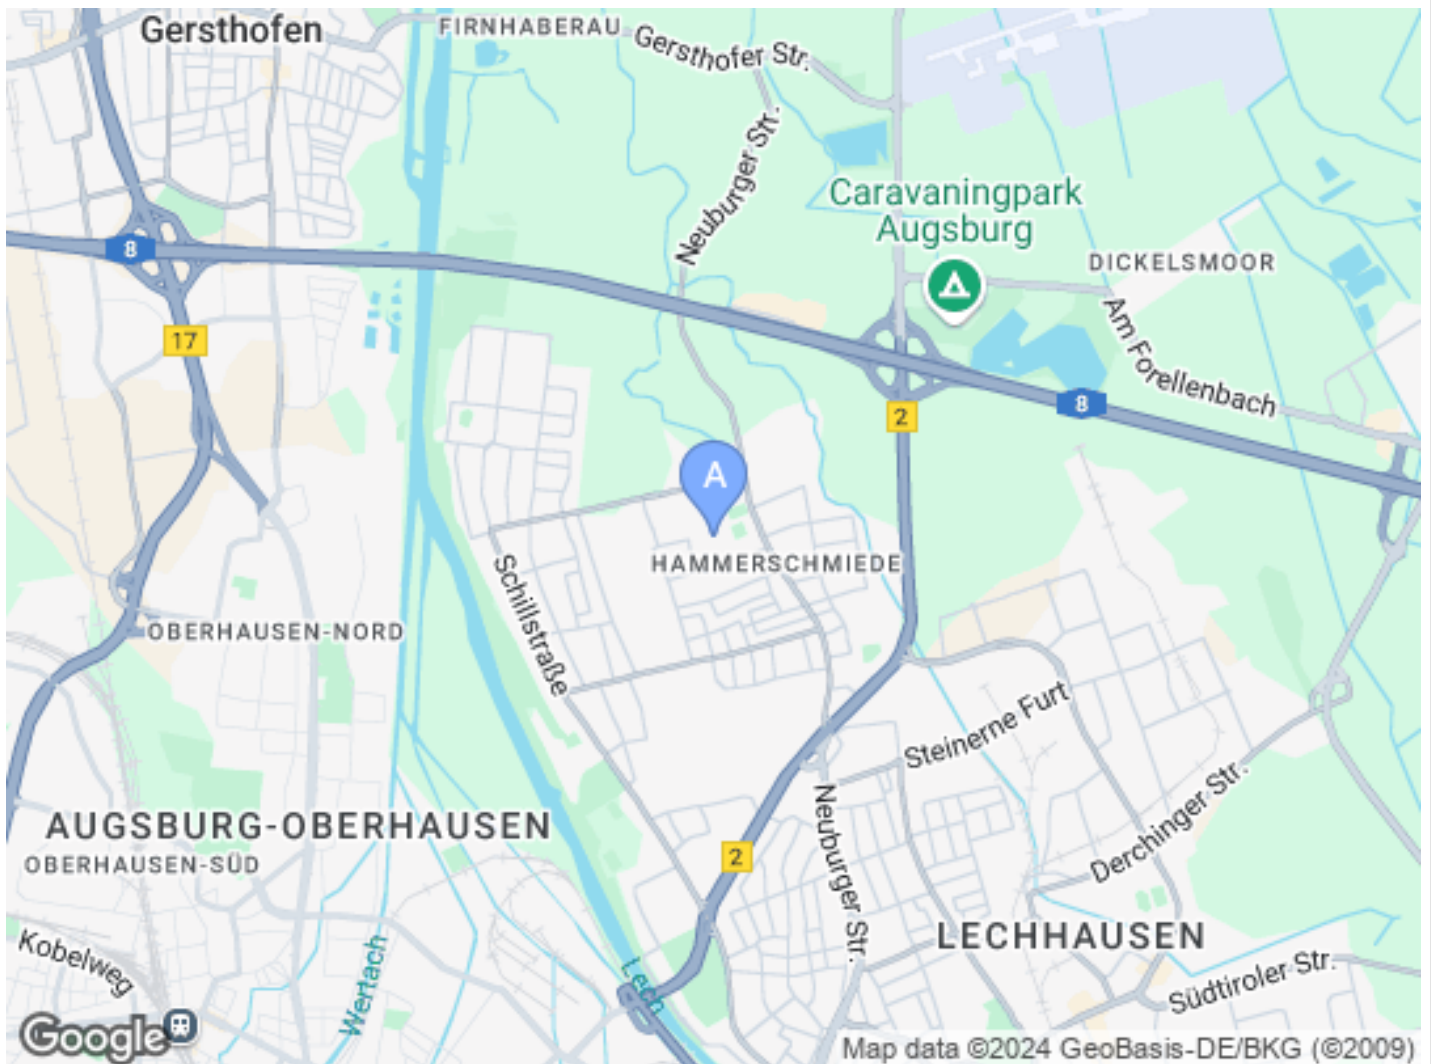 Gersthofen
FIRNHABERAU
Gersthofer Str.
Neuburger Str.
Caravaningpark
Augsburg
DICKELSMOOR
8
17
Am Forellenbach
8
2
A
HAMMERSCHMIEDE
Schillstraße
OBERHAUSEN-NORD
Steinerne Furt
AUGSBURG-OBERHAUSEN
OBERHAUSEN-SÜD
2
Neuburger Str.
Derchinger Str.
LECHHAUSEN
Kobelweg
Wertach
Lech
Südtiroler Str.
Google
Map data ©2024 GeoBasis-DE/BKG (©2009)